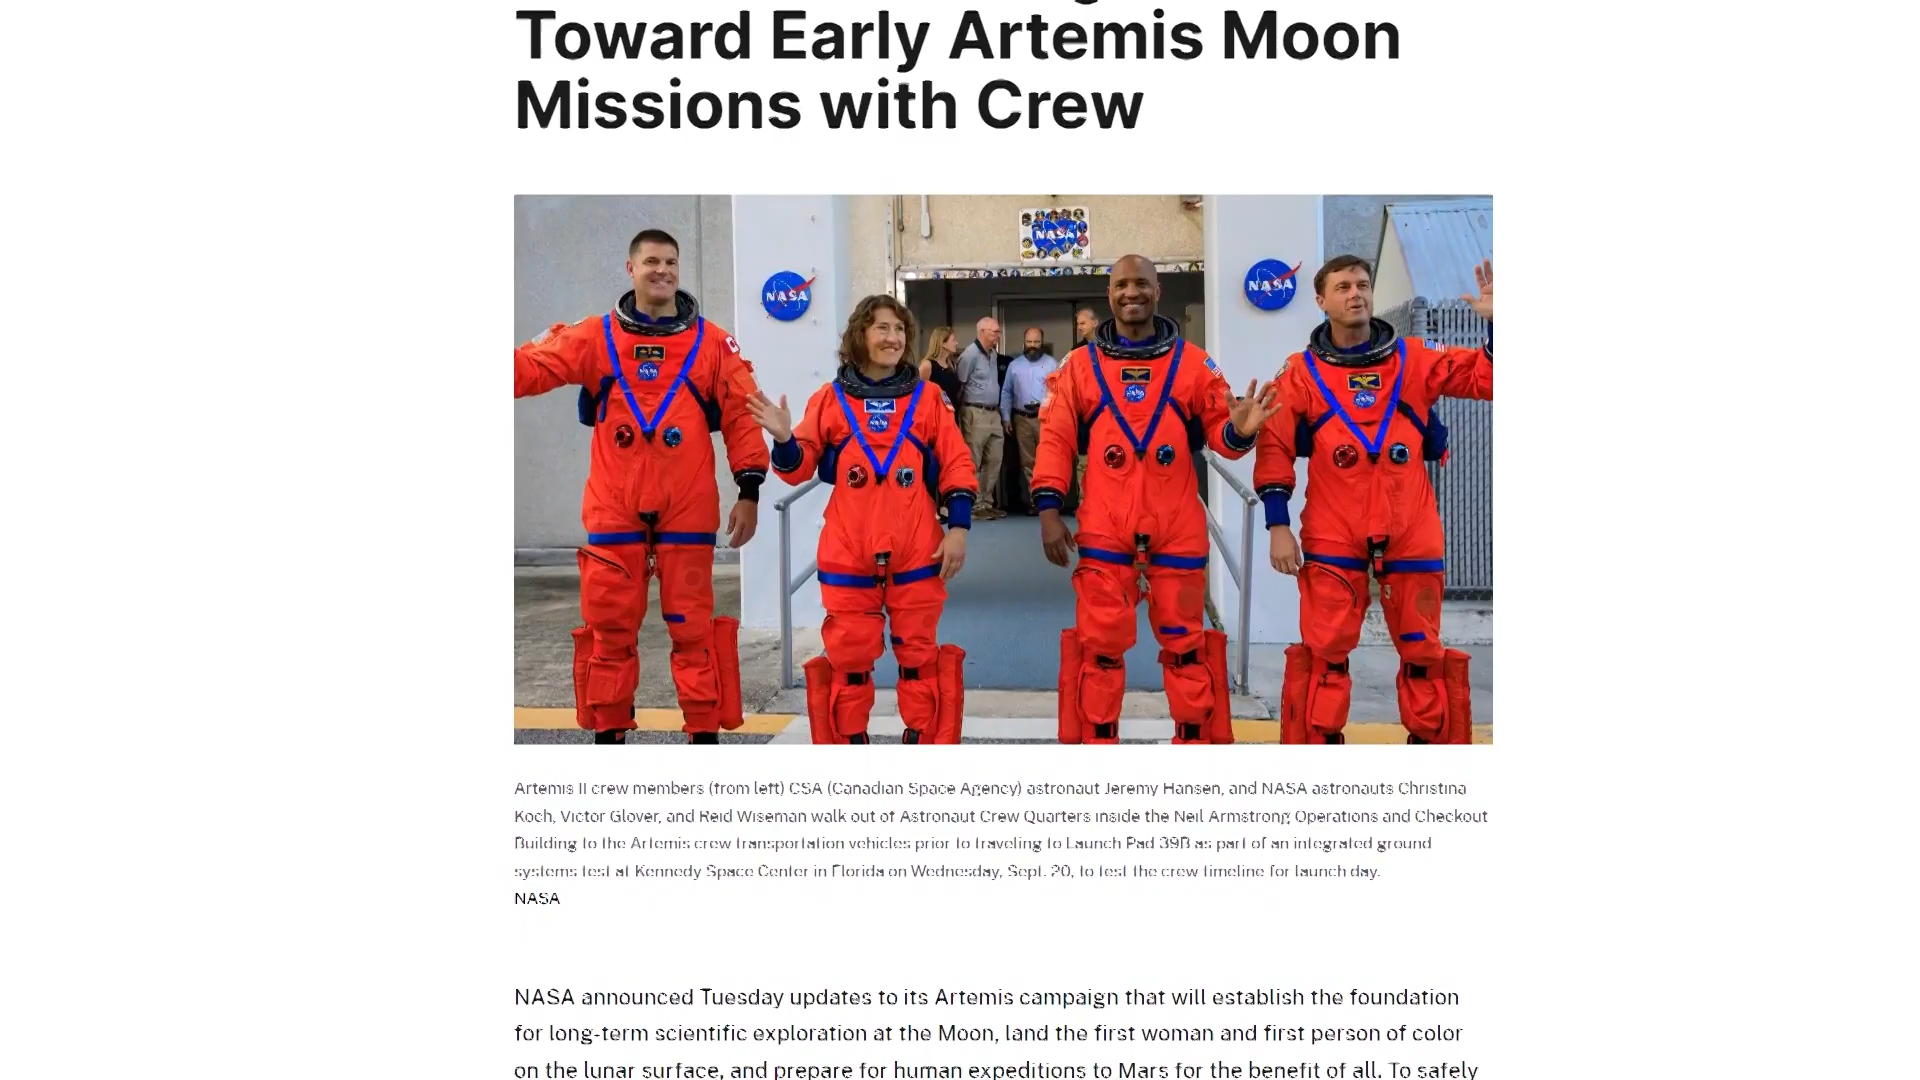 Toward Early Artemis Moon
Missions with Crew
NASA
NASA
NASA
Artemis II crew members (from left) CSA (Canadian Space Agency) astronaut Jeremy Hansen, and NASA astronauts Christina
Koch, Victor Glover, and Reid Wiseman walk out of Astronaut Crew Quarters inside the Neil Armstrong Operations and Checkout
Building to the Artemis crew transportation vehicles prior to traveling to Launch Pad 39B as part of an integrated ground
systems test at Kennedy Space Center in Florida on Wednesday, Sept. 20, to test the crew timeline for launch day.
NASA
NASA announced Tuesday updates to its Artemis campaign that will establish the foundation
for long-term scientific exploration at the Moon, land the first woman and first person of color
on the lunar surface, and prepare for human expeditions to Mars for the benefit of all. To safely